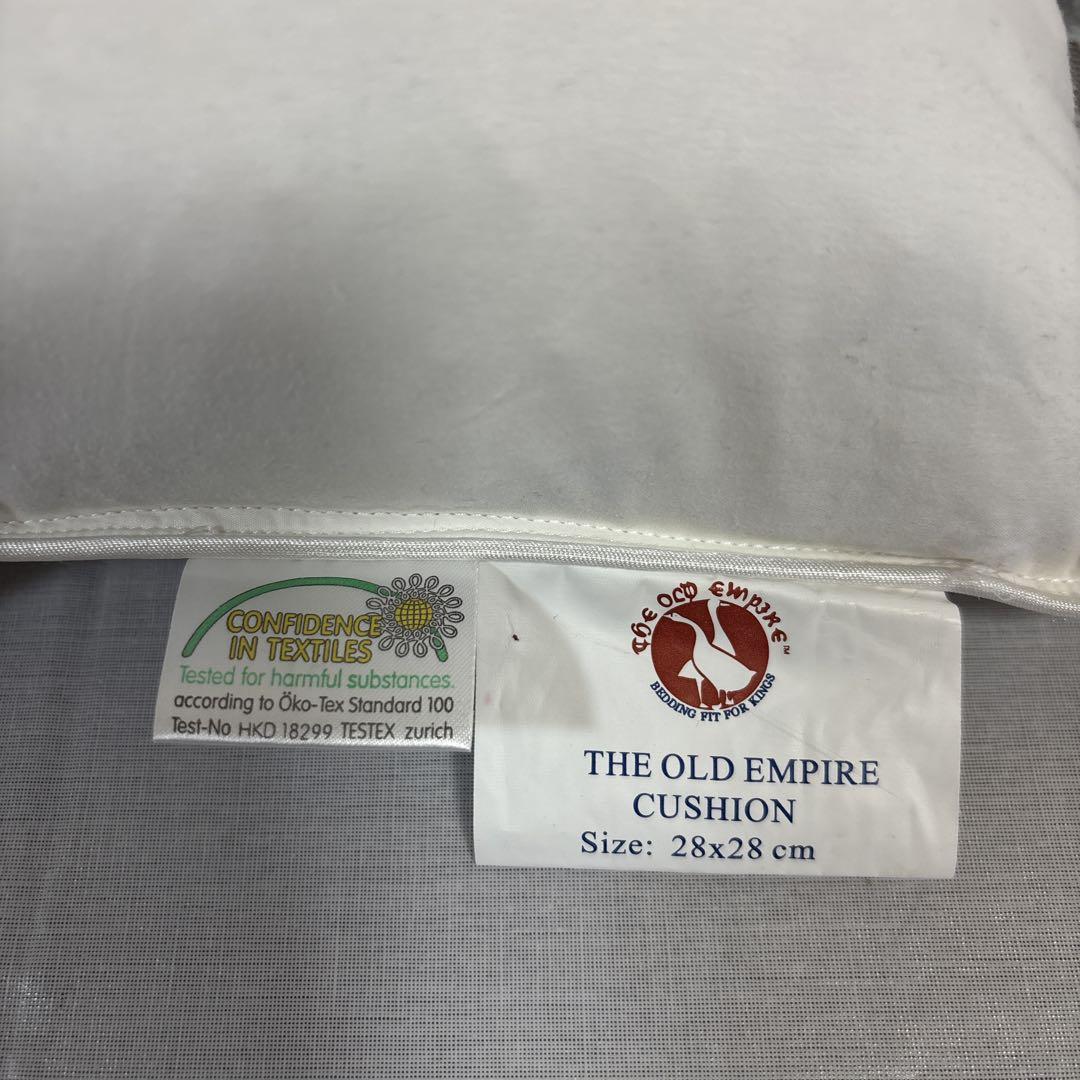 CONFIDENCE
IN TEXTILES
Tested for harmful substances.
according to Öko-Tex Standard 100
Test-No HKD 18299 TESTEX zurich
THE OLD EMPIRE™
BEDDING FIT FOR KINGS
THE OLD EMPIRE
CUSHION
Size: 28x28 cm